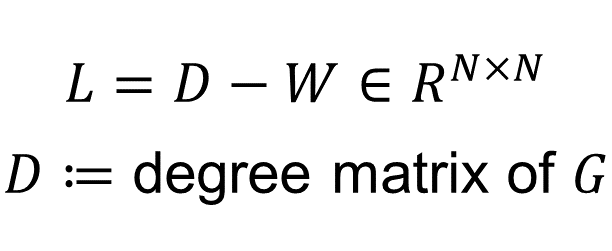 L = D − W ∈ R^{N×N}
D ≔ degree matrix of G